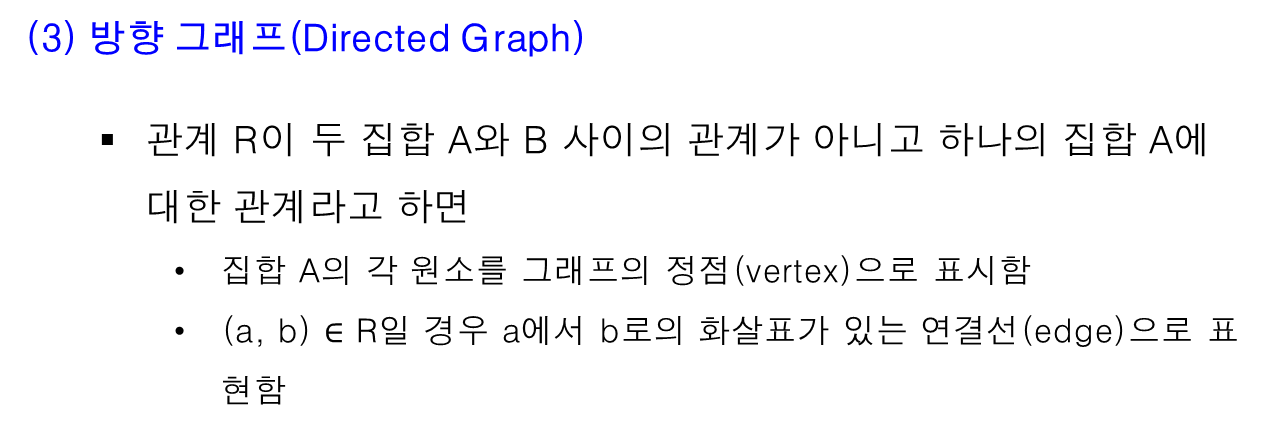 (3) 방향 그래프(Directed Graph)
▪ 관계 R이 두 집합 A와 B 사이의 관계가 아니고 하나의 집합 A에
대한 관계라고 하면
• 집합 A의 각 원소를 그래프의 정점(vertex)으로 표시함
• (a, b) ∈ R일 경우 a에서 b로의 화살표가 있는 연결선(edge)으로 표
현함